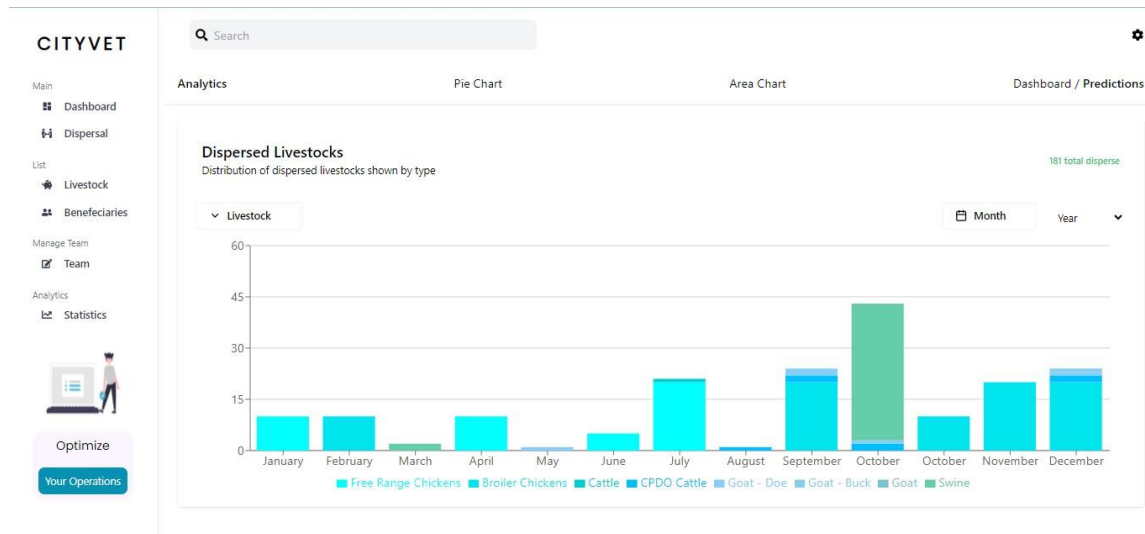 CITYVET
Search
Main
Dashboard
Dispersal
List
Livestock
Benefeciaries
Manage Team
Team
Analytics
Statistics
Optimize
Your Operations
Analytics Pie Chart Area Chart Dashboard / Predictions
Dispersed Livestocks
Distribution of dispersed livestocks shown by type
181 total disperse
Livestock Month Year
60
45
30
15
0
January February March April May June July August September October October November December
Free Range Chickens Broiler Chickens Cattle CPDO Cattle Goat - Doe Goat - Buck Goat Swine